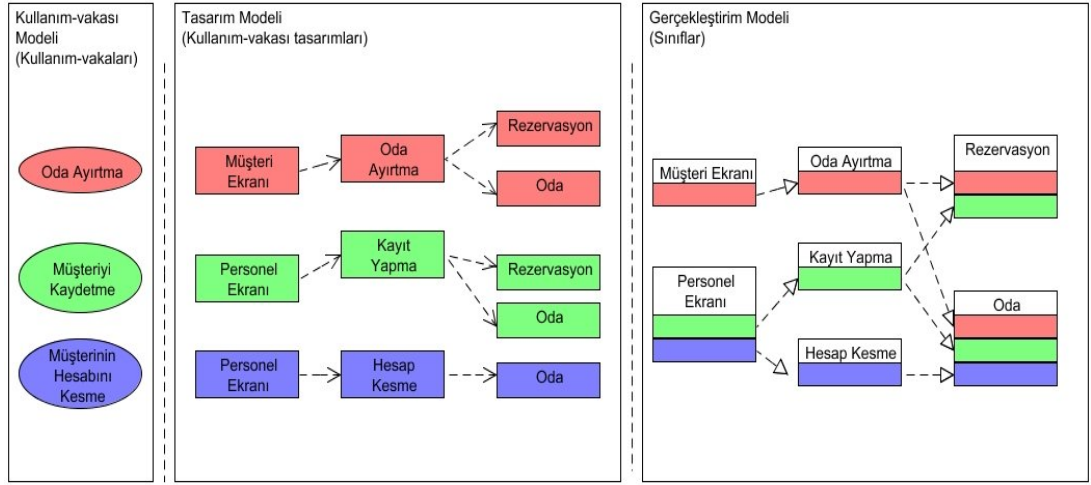 Kullanım-vakası
Modeli
(Kullanım-vakaları)
Oda Ayırtma
Müşteriyi
Kaydetme
Müşterinin
Hesabını
Kesme
Tasarım Modeli
(Kullanım-vakası tasarımları)
Müşteri
Ekranı
Oda
Ayırtma
Rezervasyon
Oda
Personel
Ekranı
Kayıt
Yapma
Rezervasyon
Oda
Personel
Ekranı
Hesap
Kesme
Oda
Gerçekleştirim Modeli
(Sınıflar)
Müşteri Ekranı
Oda Ayırtma
Rezervasyon
Personel
Ekranı
Kayıt Yapma
Hesap Kesme
Oda